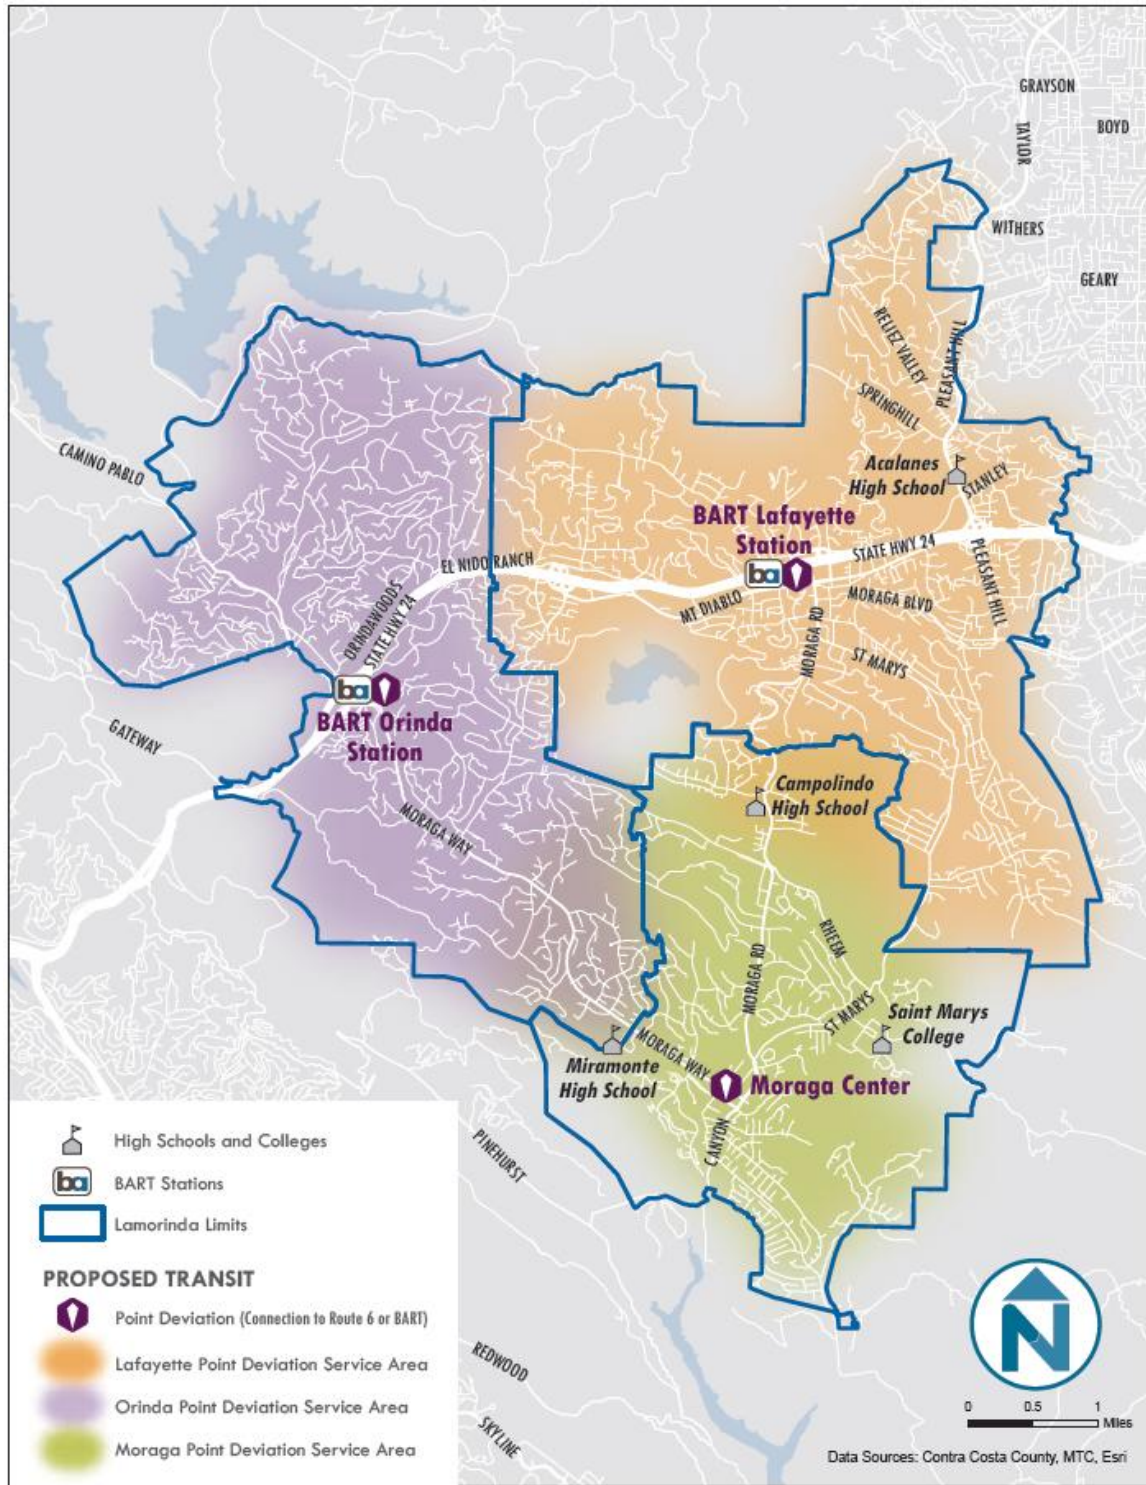 GRAYSON
BOYD
TAYLOR
WITHERS
GEARY
RELIEZ VALLEY
PLEASANT HILL
SPRINGHILL
CAMINO PABLO
Acalanes
High School
STANLEY
BART Lafayette
Station
STATE HWY 24
EL NIDO RANCH
ba
PLEASANT HILL
MT DIABLO
MORAGA BLVD
ORINDAWOODS
STATE HWY 24
MORAGA RD
ST MARYS
ba
BART Orinda
Station
GATEWAY
Campolindo
High School
MORAGA WAY
RHEEM
MORAGA RD
ST MARYS
Saint Marys
College
Miramonte
High School
MORAGA WAY
Moraga Center
CANYON
PINEHURST
High Schools and Colleges
ba
BART Stations
Lamorinda Limits
PROPOSED TRANSIT
Point Deviation (Connection to Route 6 or BART)
Lafayette Point Deviation Service Area
Orinda Point Deviation Service Area
Moraga Point Deviation Service Area
REDWOOD
SKYLINE
N
0 0.5 1
Miles
Data Sources: Contra Costa County, MTC, Esri